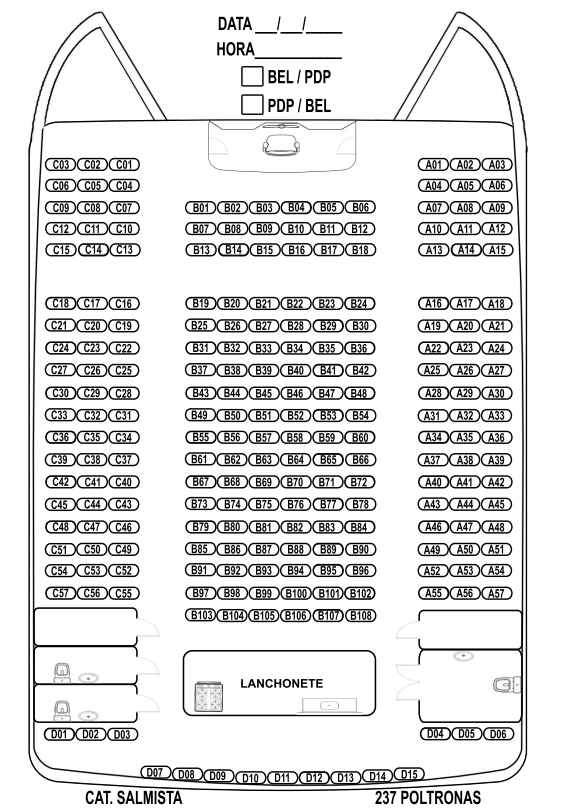 DATA __/__/____
HORA__________
BEL / PDP
PDP / BEL
C03 C02 C01 A01 A02 A03
C06 C05 C04 A04 A05 A06
C09 C08 C07 B01 B02 B03 B04 B05 B06 A07 A08 A09
C12 C11 C10 B07 B08 B09 B10 B11 B12 A10 A11 A12
C15 C14 C13 B13 B14 B15 B16 B17 B18 A13 A14 A15
C18 C17 C16 B19 B20 B21 B22 B23 B24 A16 A17 A18
C21 C20 C19 B25 B26 B27 B28 B29 B30 A19 A20 A21
C24 C23 C22 B31 B32 B33 B34 B35 B36 A22 A23 A24
C27 C26 C25 B37 B38 B39 B40 B41 B42 A25 A26 A27
C30 C29 C28 B43 B44 B45 B46 B47 B48 A28 A29 A30
C33 C32 C31 B49 B50 B51 B52 B53 B54 A31 A32 A33
C36 C35 C34 B55 B56 B57 B58 B59 B60 A34 A35 A36
C39 C38 C37 B61 B62 B63 B64 B65 B66 A37 A38 A39
C42 C41 C40 B67 B68 B69 B70 B71 B72 A40 A41 A42
C45 C44 C43 B73 B74 B75 B76 B77 B78 A43 A44 A45
C48 C47 C46 B79 B80 B81 B82 B83 B84 A46 A47 A48
C51 C50 C49 B85 B86 B87 B88 B89 B90 A49 A50 A51
C54 C53 C52 B91 B92 B93 B94 B95 B96 A52 A53 A54
C57 C56 C55 B97 B98 B99 B100 B101 B102 A55 A56 A57
B103 B104 B105 B106 B107 B108
LANCHONETE
D01 D02 D03 D04 D05 D06
D07 D08 D09 D10 D11 D12 D13 D14 D15
CAT. SALMISTA 237 POLTRONAS